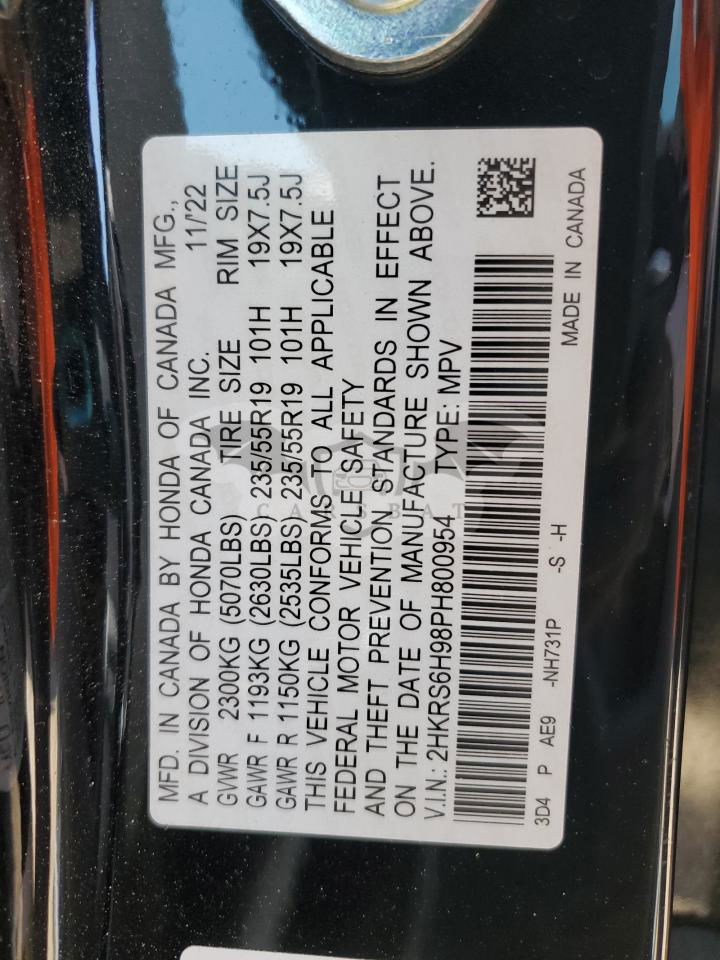 MFD. IN CANADA BY HONDA OF CANADA MFG.,
A DIVISION OF HONDA CANADA INC. 11/'22
GVWR 2300KG (5070LBS) TIRE SIZE RIM SIZE
GAWR F 1193KG (2630LBS) 235/55R19 101H 19X7.5J
GAWR R 1150KG (2535LBS) 235/55R19 101H 19X7.5J
THIS VEHICLE CONFORMS TO ALL APPLICABLE
FEDERAL MOTOR VEHICLE SAFETY
AND THEFT PREVENTION STANDARDS IN EFFECT
ON THE DATE OF MANUFACTURE SHOWN ABOVE.
V.I.N.: 2HKRS6H98PH800954 TYPE: MPV
3D4 P AE9 -NH731P -S -H
MADE IN CANADA
CARSBAT